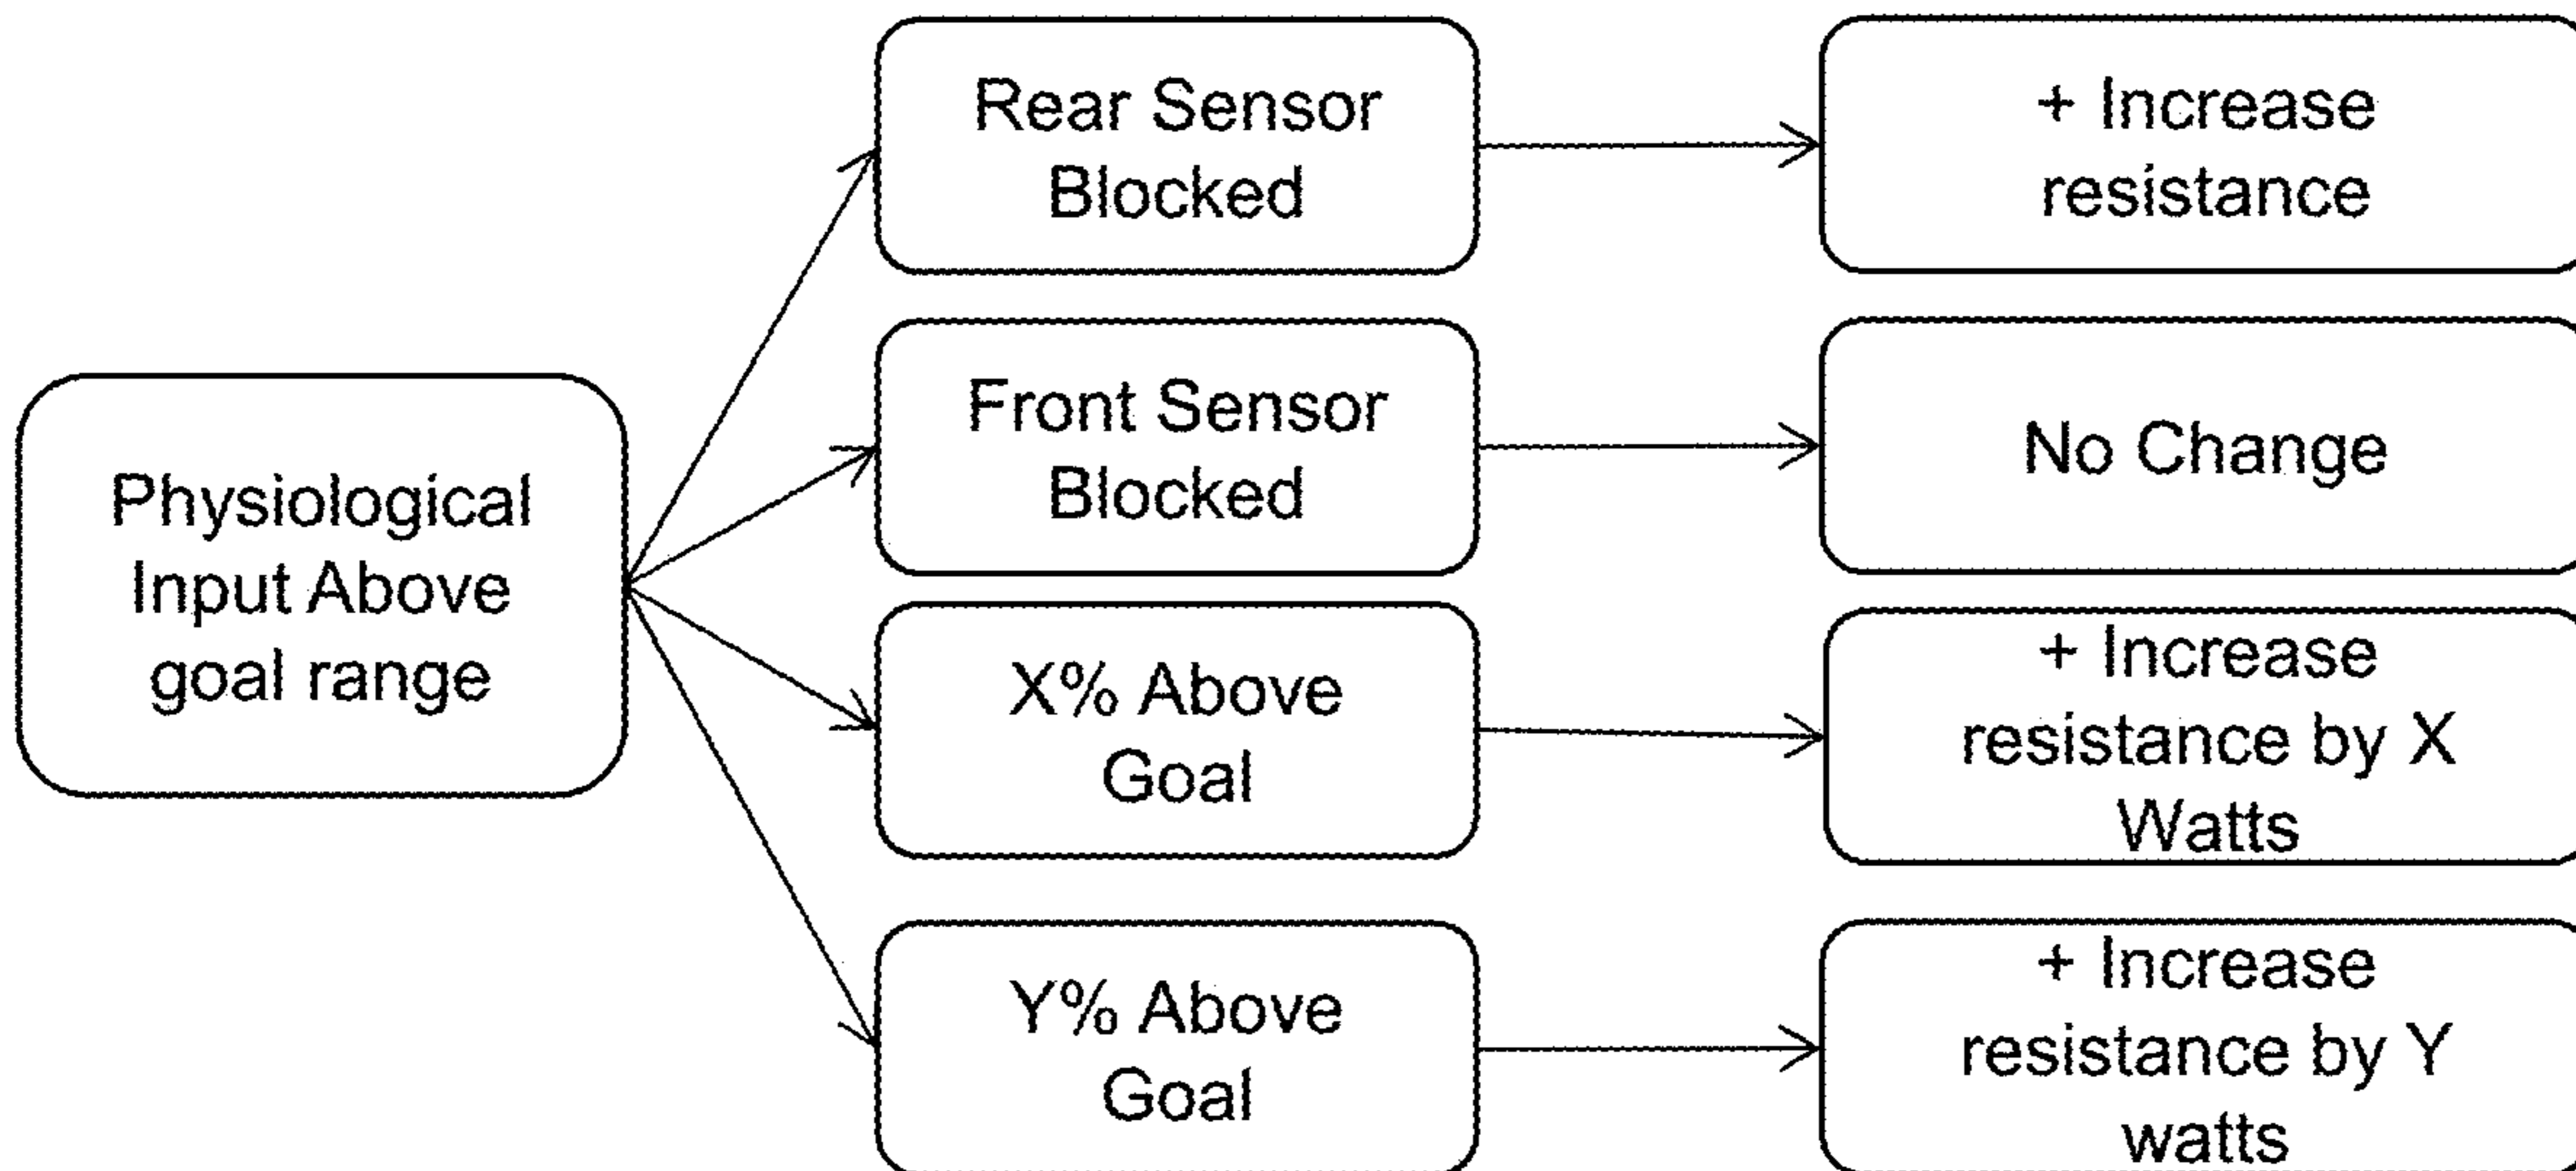 Physiological
Input Above
goal range
Rear Sensor
Blocked
+ Increase
resistance
Front Sensor
Blocked
No Change
X% Above
Goal
+ Increase
resistance by X
Watts
Y% Above
Goal
+ Increase
resistance by Y
watts